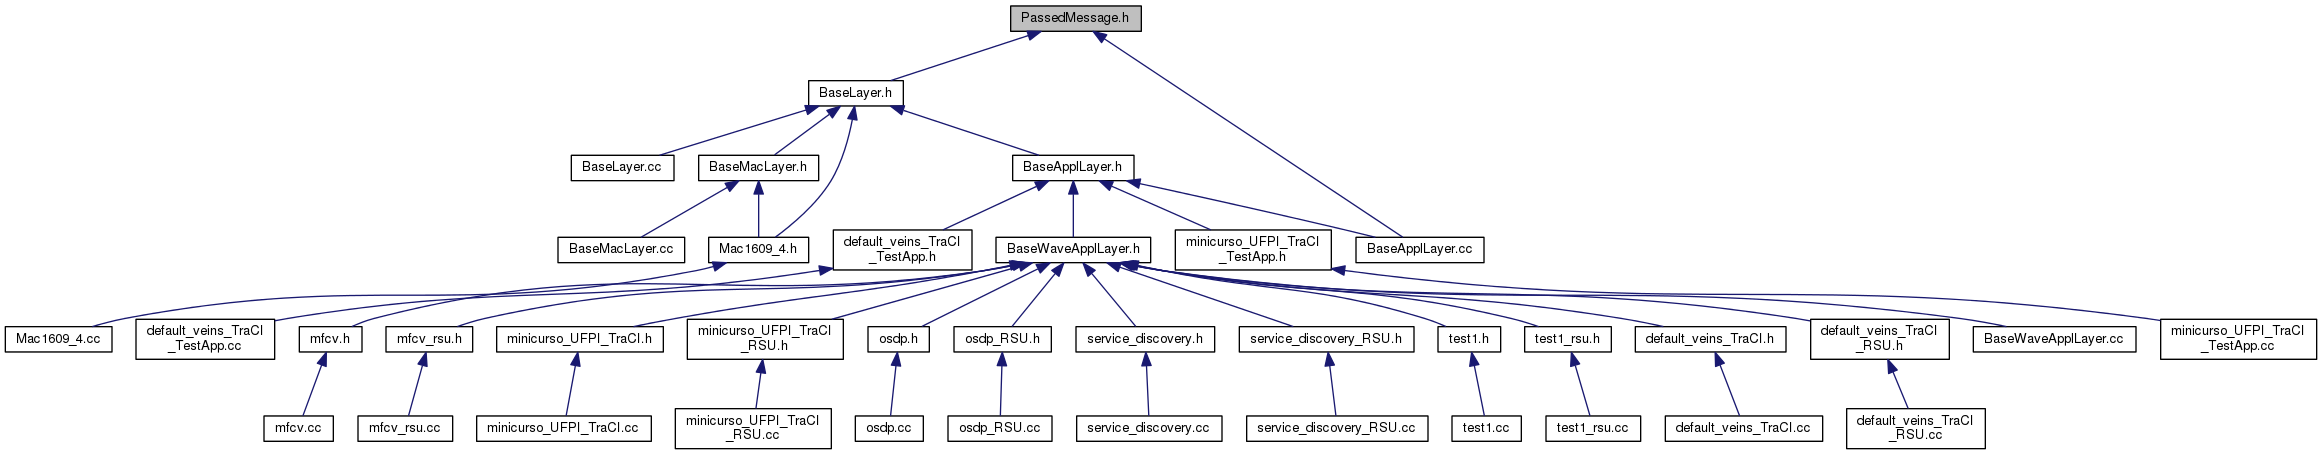 PassedMessage.h
BaseLayer.h
BaseLayer.cc
BaseMacLayer.h
BaseApplLayer.h
BaseMacLayer.cc
Mac1609_4.h
default_veins_TraCI
_TestApp.h
BaseWaveApplLayer.h
minicurso_UFPI_TraCI
_TestApp.h
BaseApplLayer.cc
Mac1609_4.cc
default_veins_TraCI
_TestApp.cc
mfcv.h
mfcv_rsu.h
minicurso_UFPI_TraCI.h
minicurso_UFPI_TraCI
_RSU.h
osdp.h
osdp_RSU.h
service_discovery.h
service_discovery_RSU.h
test1.h
test1_rsu.h
default_veins_TraCI.h
default_veins_TraCI
_RSU.h
BaseWaveApplLayer.cc
minicurso_UFPI_TraCI
_TestApp.cc
mfcv.cc
mfcv_rsu.cc
minicurso_UFPI_TraCI.cc
minicurso_UFPI_TraCI
_RSU.cc
osdp.cc
osdp_RSU.cc
service_discovery.cc
service_discovery_RSU.cc
test1.cc
test1_rsu.cc
default_veins_TraCI.cc
default_veins_TraCI
_RSU.cc